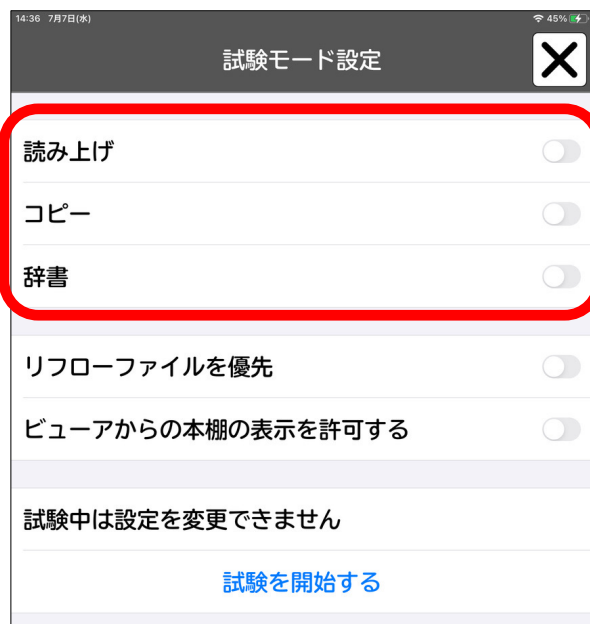 14:36 7月7日(水) 45%
試験モード設定
読み上げ
コピー
辞書
リフローファイルを優先
ビューアからの本棚の表示を許可する
試験中は設定を変更できません
試験を開始する